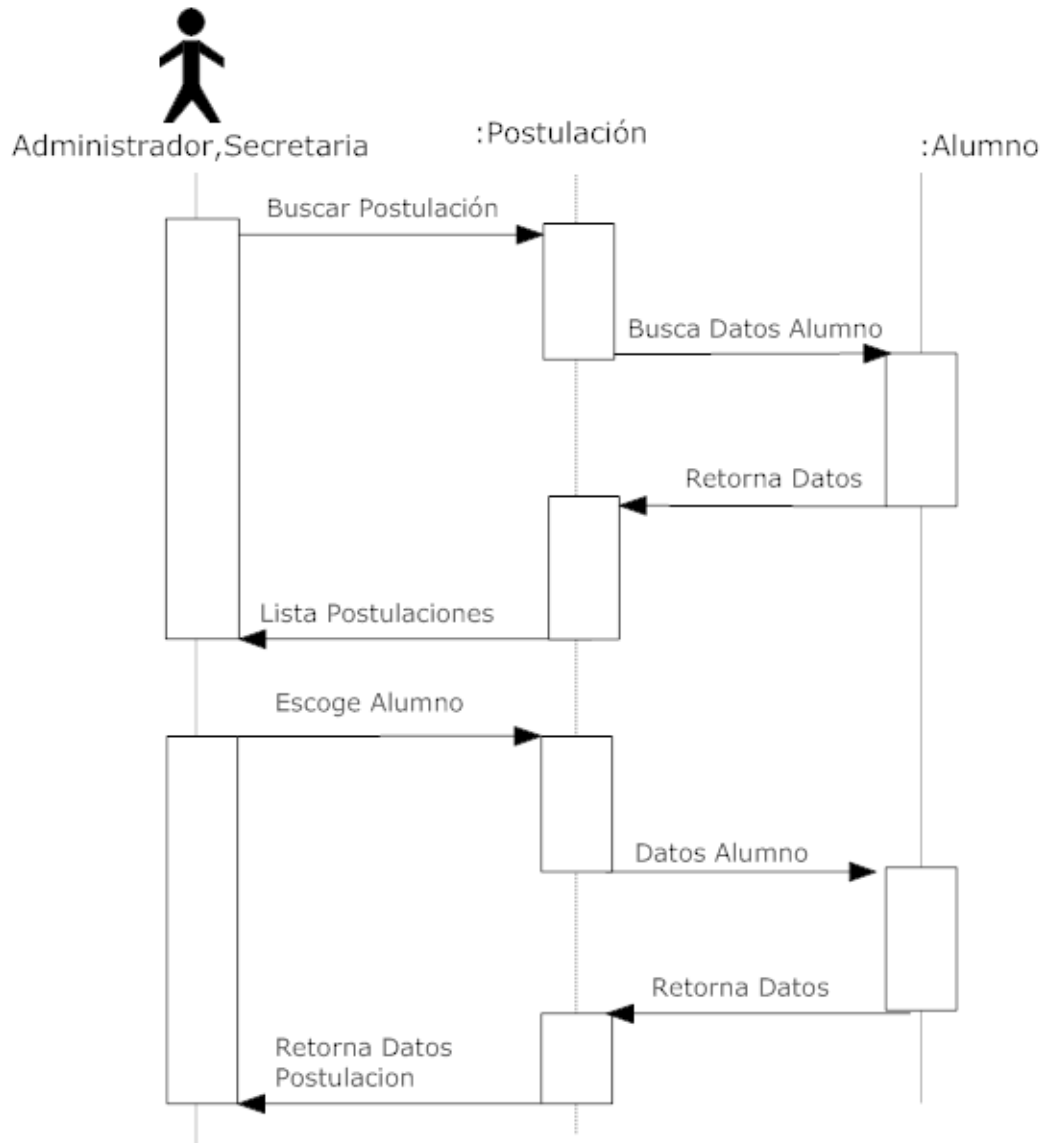 Administrador,Secretaria
:Postulación
:Alumno
Buscar Postulación
Busca Datos Alumno
Retorna Datos
Lista Postulaciones
Escoge Alumno
Datos Alumno
Retorna Datos
Retorna Datos
Postulacion